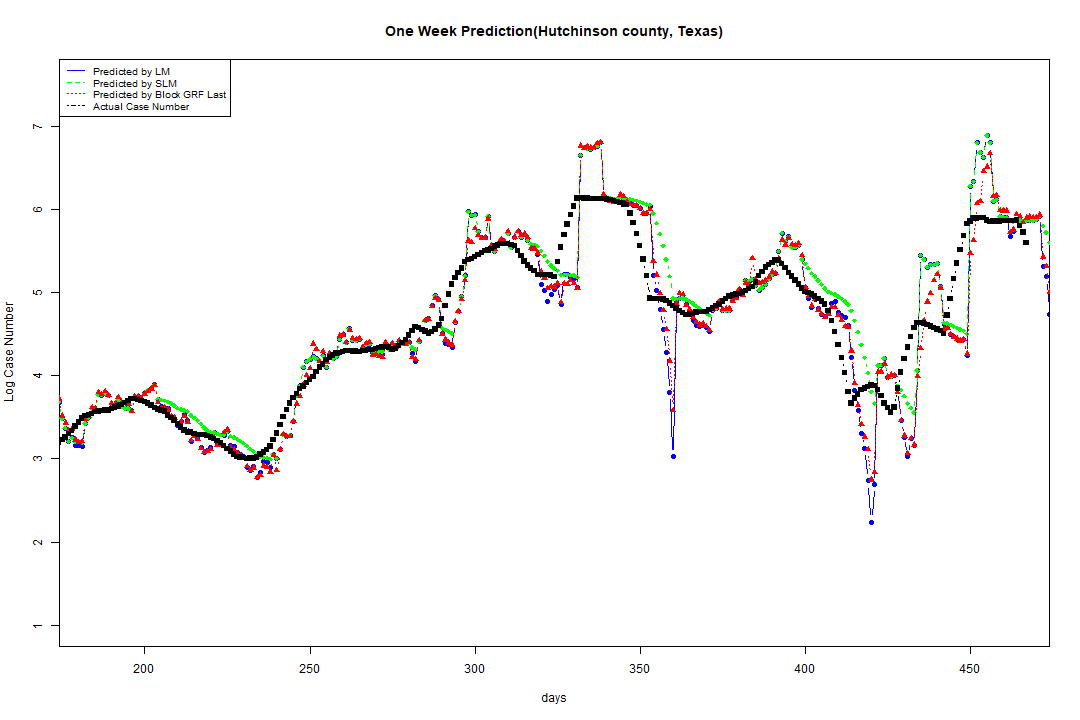 One Week Prediction(Hutchinson county, Texas)
Predicted by LM
Predicted by SLM
Predicted by Block GRF Last
Actual Case Number
7
6
5
4
3
2
1
Log Case Number
200 250 300 350 400 450
days